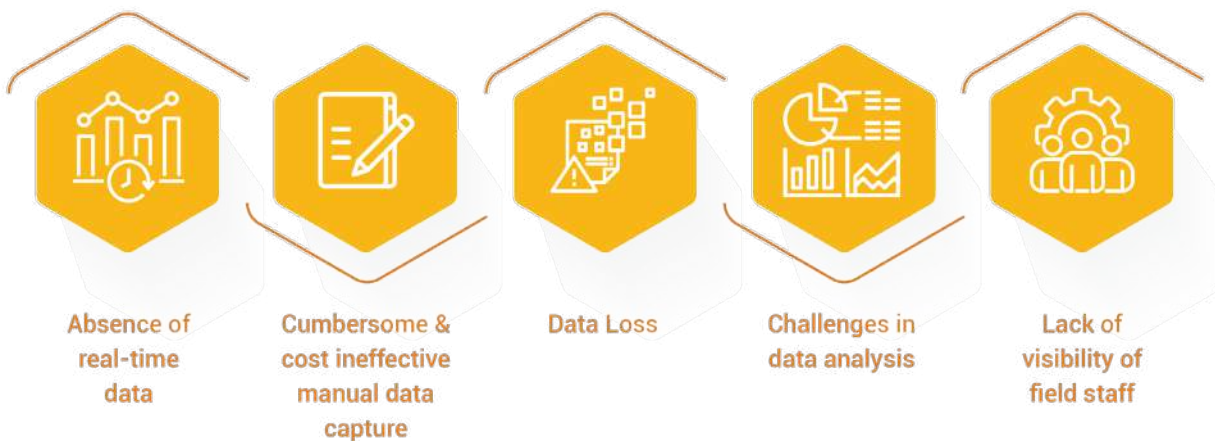 Absence of
real-time
data
Cumbersome &
cost ineffective
manual data
capture
Data Loss
Challenges in
data analysis
Lack of
visibility of
field staff